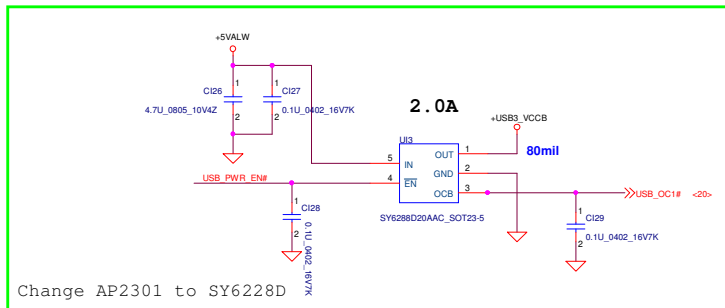 +5VALW
1
CI26
2
4.7U_0805_10V4Z
1
CI27
2
0.1U_0402_16V7K
2.0A
+USB3_VCCB
UI3
5
IN
OUT
1
80mil
GND
2
USB_PWR_EN#
4
EN
OCB
3
USB_OC1#
<20>
SY6288D20AAC_SOT23-5
1
CI28
2
0.1U_0402_16V7K
1
CI29
2
0.1U_0402_16V7K
Change AP2301 to SY6228D